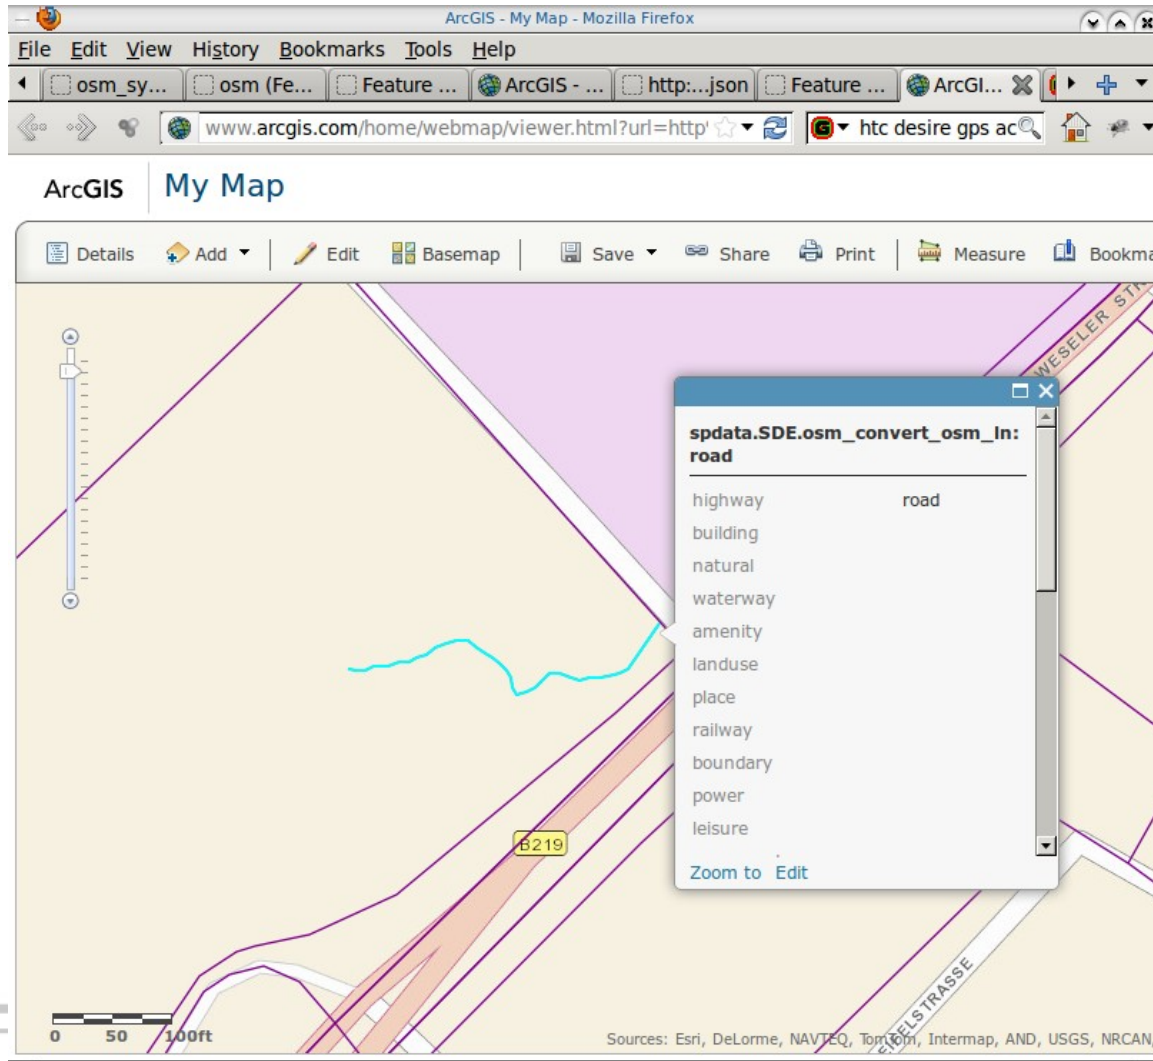 ArcGIS - My Map - Mozilla Firefox
File Edit View History Bookmarks Tools Help
osm_sy... osm (Fe... Feature ... ArcGIS - ... http:...json Feature ... ArcGI...
www.arcgis.com/home/webmap/viewer.html?url=http' G htc desire gps ac
ArcGIS My Map
Details Add Edit Basemap Save Share Print Measure Bookma
WESELER STR
spdata.SDE.osm_convert_osm_ln:
road
highway road
building
natural
waterway
amenity
landuse
place
railway
boundary
power
leisure
Zoom to Edit
B219
EIFELSTRASSE
0 50 100ft
Sources: Esri, DeLorme, NAVTEQ, TomTom, Intermap, AND, USGS, NRCAN,